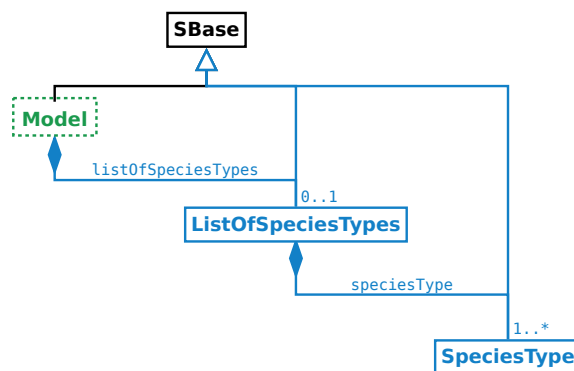 SBase
Model
listOfSpeciesTypes
0..1
ListOfSpeciesTypes
speciesType
1..*
SpeciesType